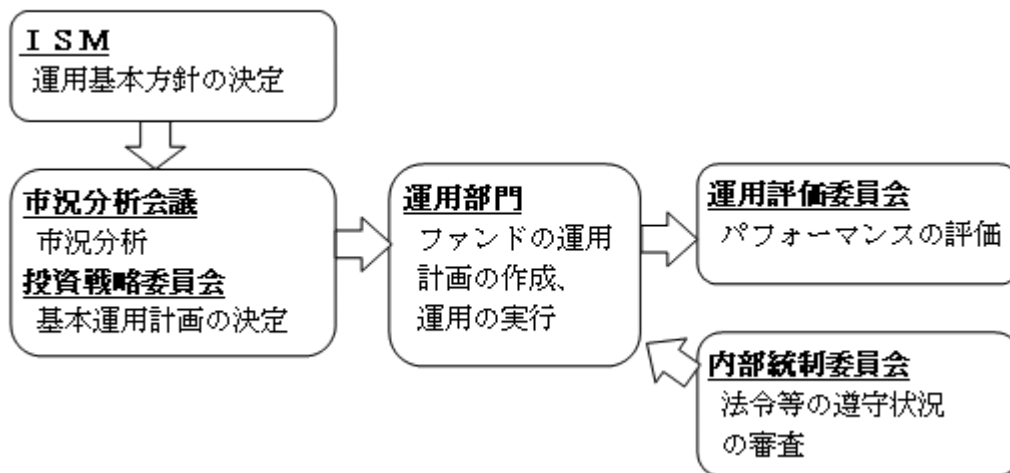 ＩＳＭ
運用基本方針の決定
市況分析会議
市況分析
投資戦略委員会
基本運用計画の決定
運用部門
ファンドの運用
計画の作成、
運用の実行
運用評価委員会
パフォーマンスの評価
内部統制委員会
法令等の遵守状況
の審査